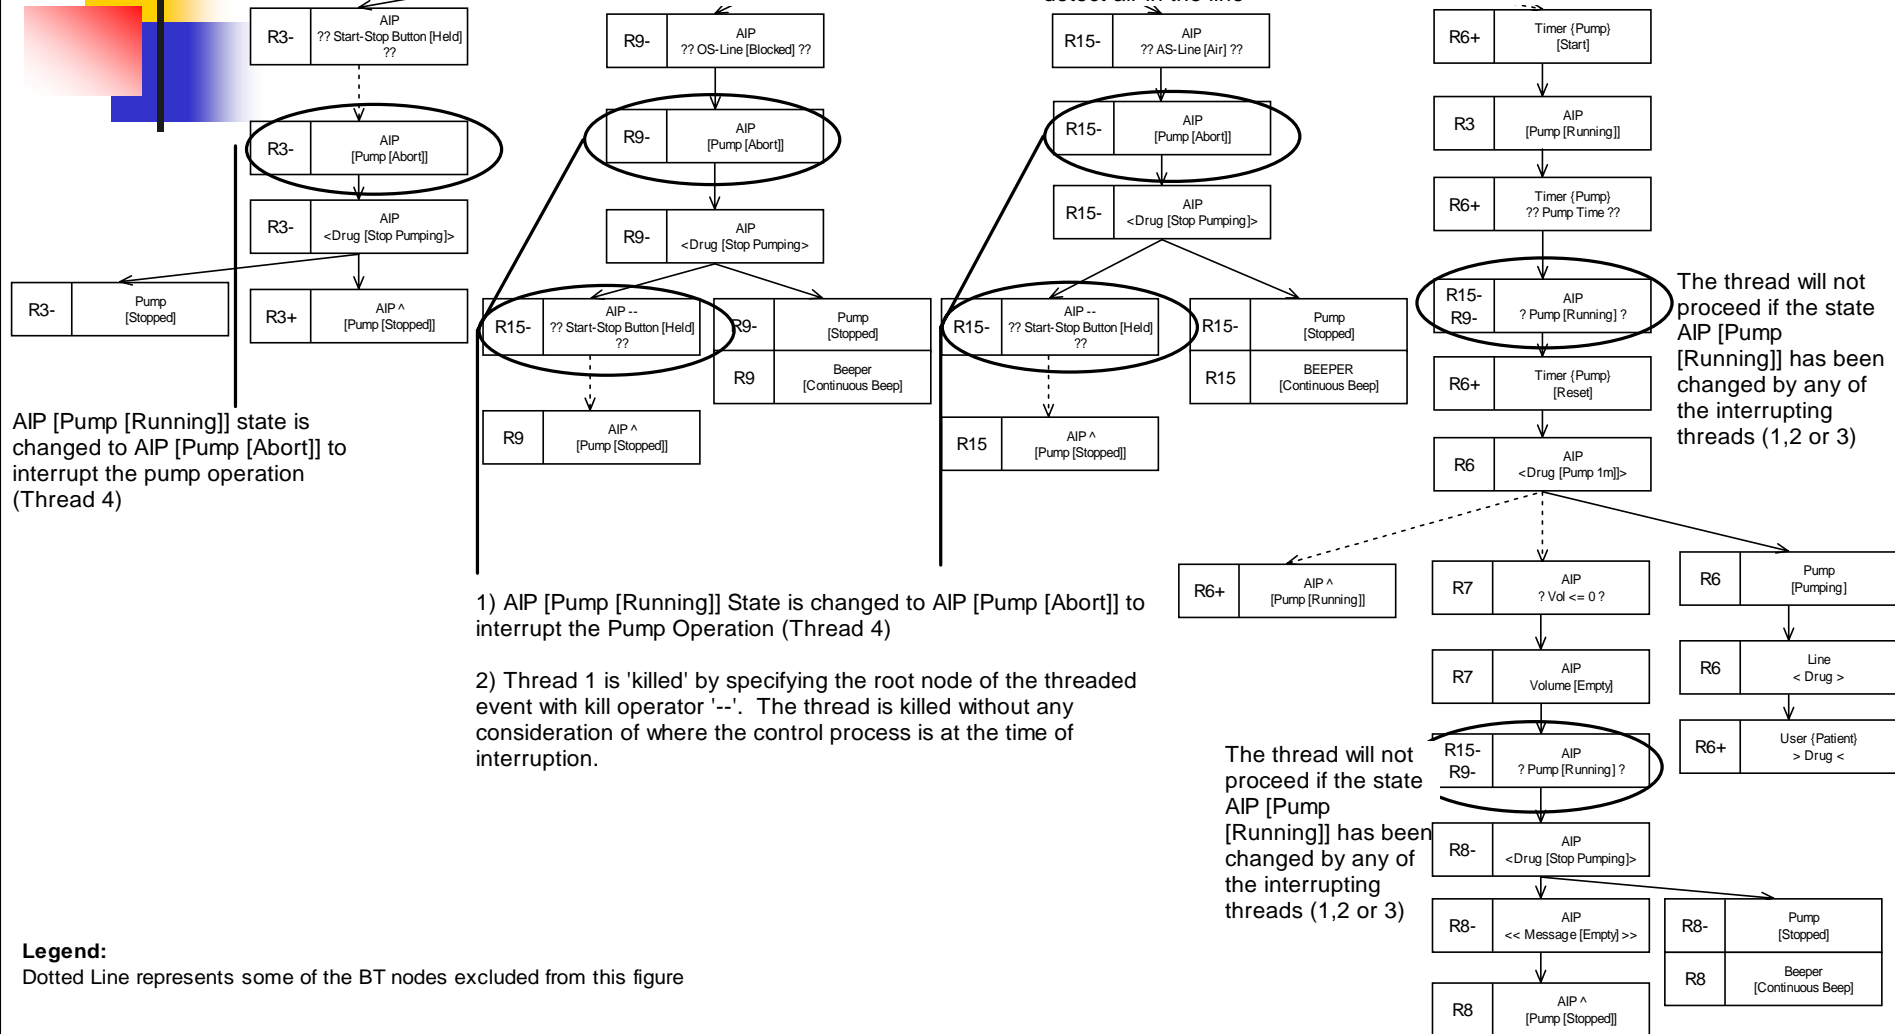 detect air in the line
R3-
AIP
?? Start-Stop Button [Held]
??
R3-
AIP
[Pump [Abort]]
R3-
AIP
<Drug [Stop Pumping]>
R3-
Pump
[Stopped]
R3+
AIP ^
[Pump [Stopped]]
AIP [Pump [Running]] state is
changed to AIP [Pump [Abort]] to
interrupt the pump operation
(Thread 4)
R9-
AIP
?? OS-Line [Blocked] ??
R9-
AIP
[Pump [Abort]]
R9-
AIP
<Drug [Stop Pumping>
R15-
AIP --
?? Start-Stop Button [Held]
??
R9-
Pump
[Stopped]
R9
Beeper
[Continuous Beep]
R9
AIP ^
[Pump [Stopped]]
R15-
AIP
?? AS-Line [Air] ??
R15-
AIP
[Pump [Abort]]
R15-
AIP
<Drug [Stop Pumping]>
R15-
AIP --
?? Start-Stop Button [Held]
??
R15-
Pump
[Stopped]
R15
BEEPER
[Continuous Beep]
R15
AIP ^
[Pump [Stopped]]
1) AIP [Pump [Running]] State is changed to AIP [Pump [Abort]] to
interrupt the Pump Operation (Thread 4)
2) Thread 1 is 'killed' by specifying the root node of the threaded
event with kill operator '--'.  The thread is killed without any
consideration of where the control process is at the time of
interruption.
R6+
Timer {Pump}
[Start]
R3
AIP
[Pump [Running]]
R6+
Timer {Pump}
?? Pump Time ??
R15-
R9-
AIP
? Pump [Running] ?
The thread will not
proceed if the state
AIP [Pump
[Running]] has been
changed by any of
the interrupting
threads (1,2 or 3)
R6+
Timer {Pump}
[Reset]
R6
AIP
<Drug [Pump 1m]]>
R6+
AIP ^
[Pump [Running]]
R7
AIP
? Vol <= 0 ?
R6
Pump
[Pumping]
R7
AIP
Volume [Empty]
R6
Line
< Drug >
R15-
R9-
AIP
? Pump [Running] ?
R6+
User {Patient}
> Drug <
The thread will not
proceed if the state
AIP [Pump
[Running]] has been
changed by any of
the interrupting
threads (1,2 or 3)
R8-
AIP
<Drug [Stop Pumping]>
R8-
AIP
<< Message [Empty] >>
R8-
Pump
[Stopped]
R8
Beeper
[Continuous Beep]
R8
AIP ^
[Pump [Stopped]]
Legend:
Dotted Line represents some of the BT nodes excluded from this figure